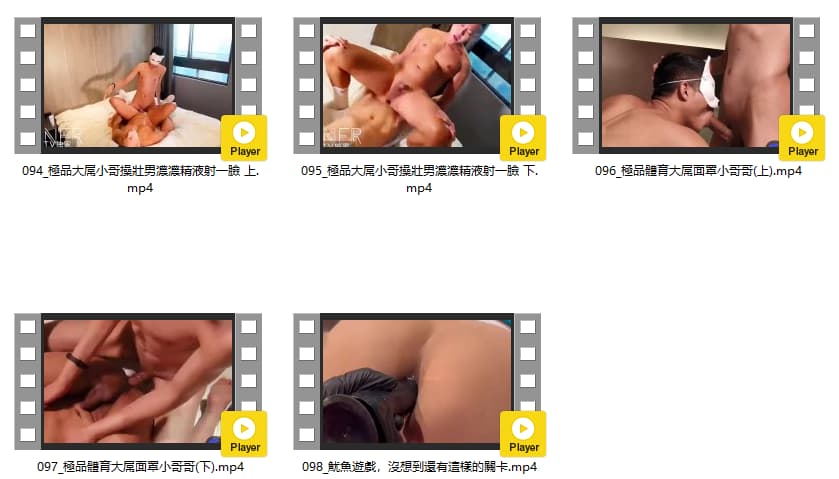 NFR
TV
Player
094_極品大屌小哥操壯男濃濃精液射一臉 上.
mp4
NFR
TV
Player
095_極品大屌小哥操壯男濃濃精液射一臉 下.
mp4
Player
096_極品體育大屌面罩小哥哥(上).mp4
Player
097_極品體育大屌面罩小哥哥(下).mp4
Player
098_魷魚遊戲，沒想到還有這樣的關卡.mp4